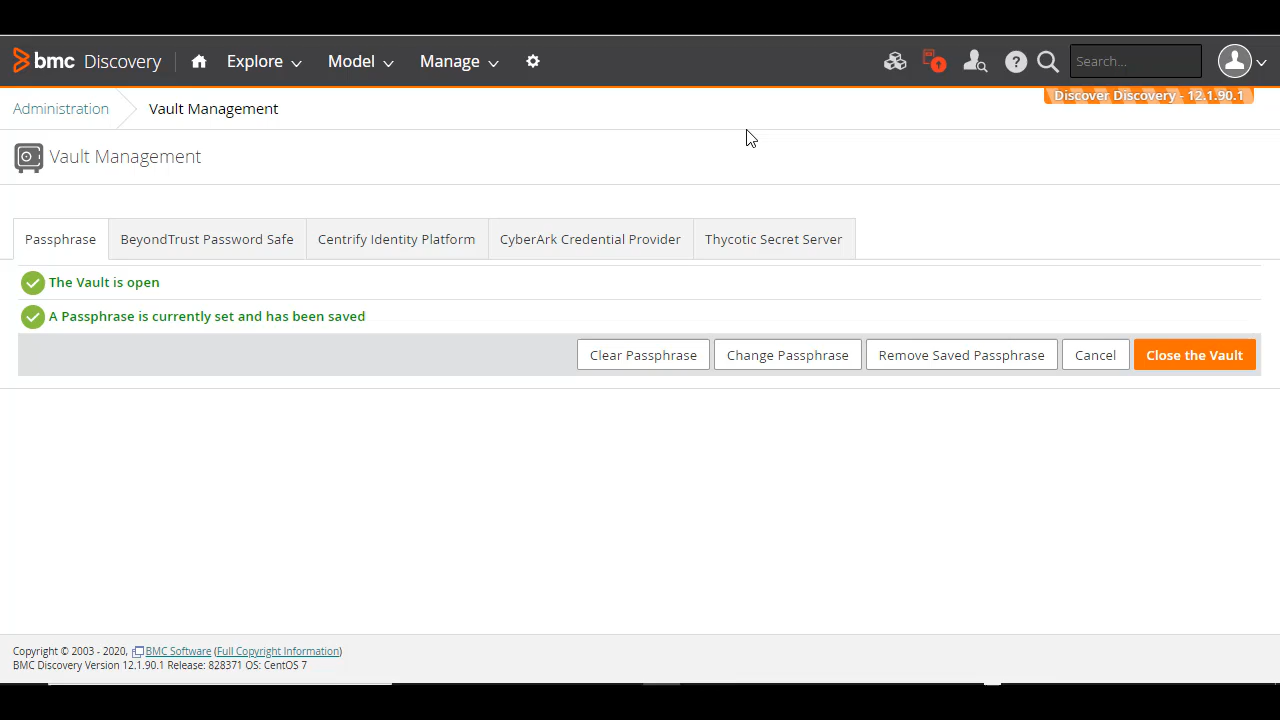 bmc Discovery Explore Model Manage ? Search...
Discover Discovery - 12.1.90.1
Administration Vault Management
Vault Management
Passphrase BeyondTrust Password Safe Centrify Identity Platform CyberArk Credential Provider Thycotic Secret Server
The Vault is open
A Passphrase is currently set and has been saved
Clear Passphrase Change Passphrase Remove Saved Passphrase Cancel Close the Vault
Copyright © 2003 - 2020, BMC Software (Full Copyright Information)
BMC Discovery Version 12.1.90.1 Release: 828371 OS: CentOS 7